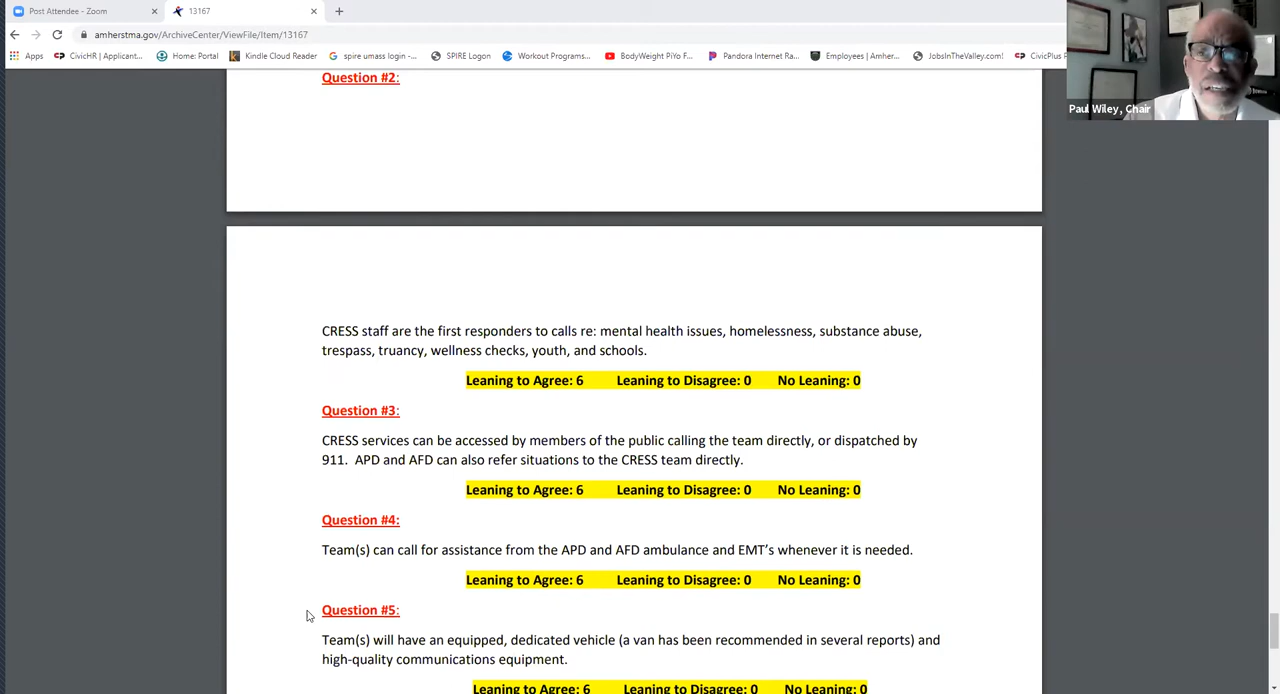 Post Attendee - Zoom
13167
amherstma.gov/ArchiveCenter/ViewFile/Item/13167
Apps
CivicHR | Applicant...
Home: Portal
Kindle Cloud Reader
spire umass login -...
SPIRE Logon
Workout Programs...
BodyWeight PiYo F...
Pandora Internet Ra...
Employees | Amher...
JobsInTheValley.com!
CivicPlus P
Paul Wiley, Chair
Question #2:
CRESS staff are the first responders to calls re: mental health issues, homelessness, substance abuse,
trespass, truancy, wellness checks, youth, and schools.
Leaning to Agree: 6 Leaning to Disagree: 0 No Leaning: 0
Question #3:
CRESS services can be accessed by members of the public calling the team directly, or dispatched by
911. APD and AFD can also refer situations to the CRESS team directly.
Leaning to Agree: 6 Leaning to Disagree: 0 No Leaning: 0
Question #4:
Team(s) can call for assistance from the APD and AFD ambulance and EMT's whenever it is needed.
Leaning to Agree: 6 Leaning to Disagree: 0 No Leaning: 0
Question #5:
Team(s) will have an equipped, dedicated vehicle (a van has been recommended in several reports) and
high-quality communications equipment.
Leaning to Agree: 6 Leaning to Disagree: 0 No Leaning: 0